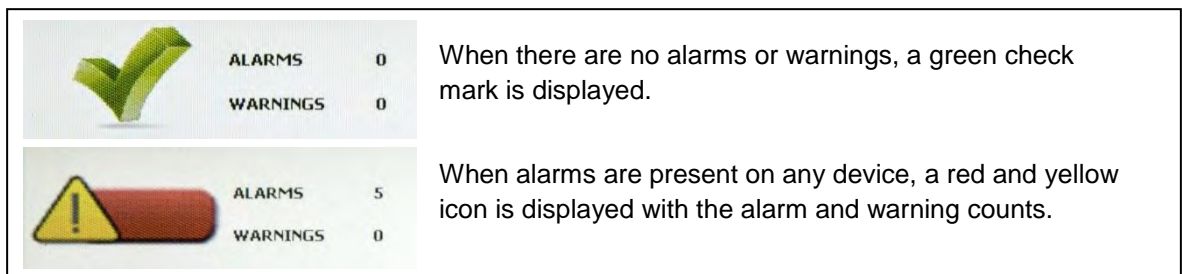 ALARMS 0
WARNINGS 0
When there are no alarms or warnings, a green check
mark is displayed.
ALARMS 5
WARNINGS 0
When alarms are present on any device, a red and yellow
icon is displayed with the alarm and warning counts.